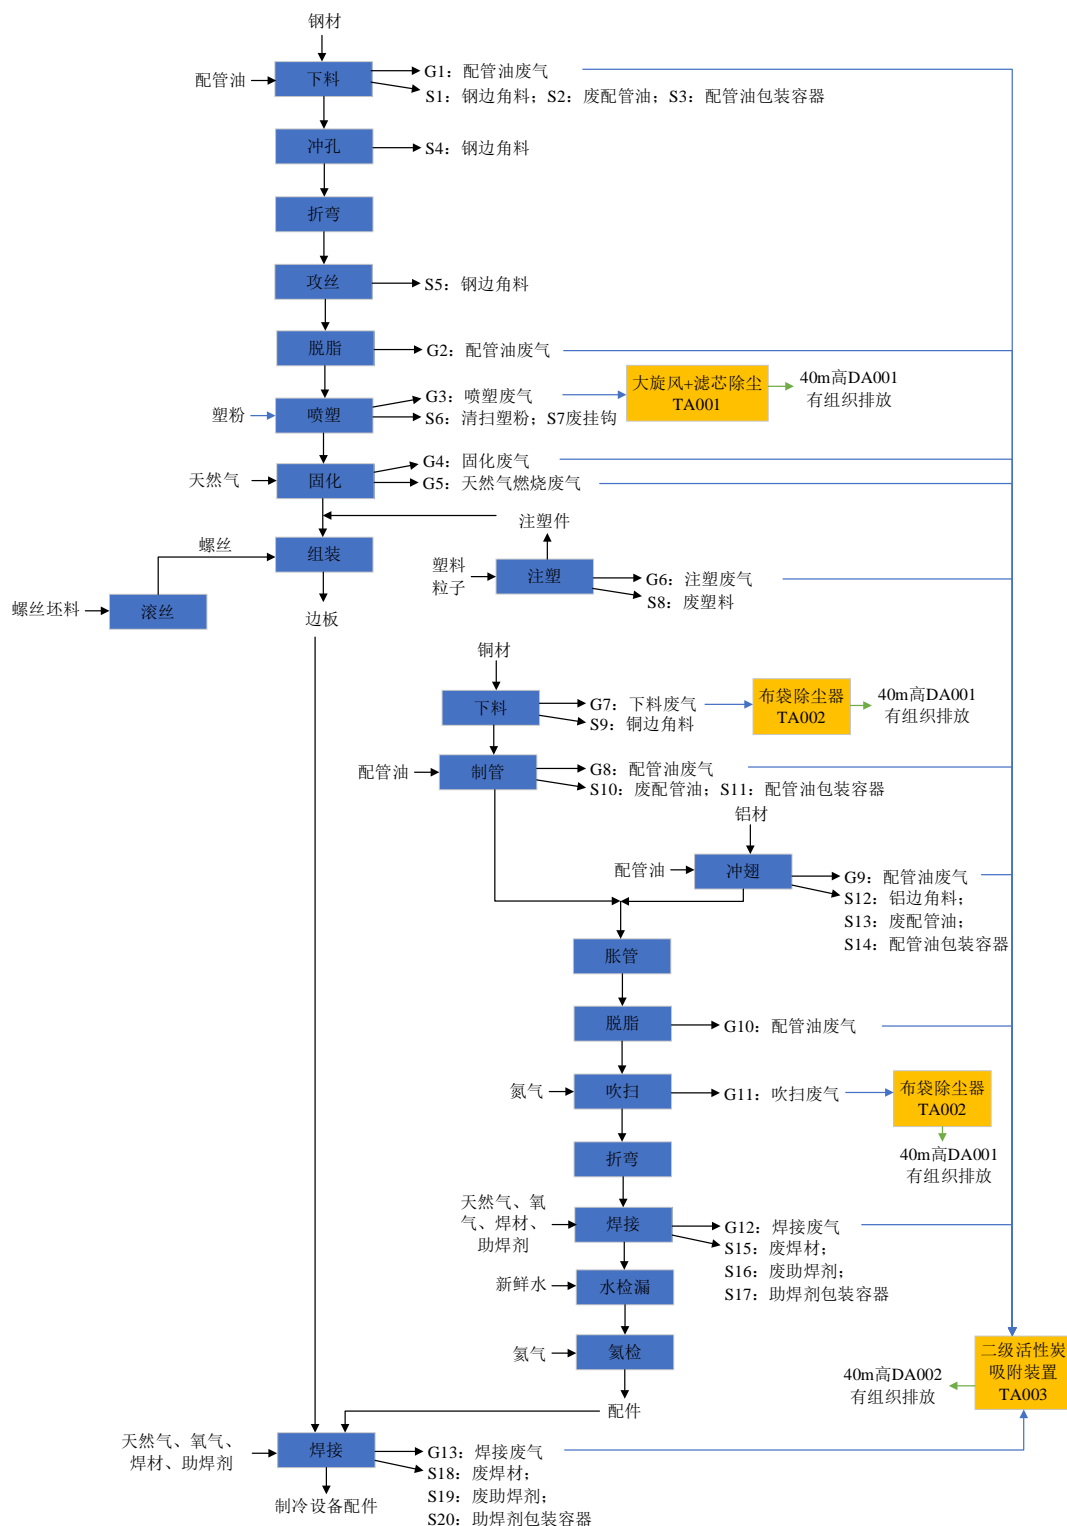 钢材
配管油
下料
G1：配管油废气
S1：钢边角料；S2：废配管油；S3：配管油包装容器
冲孔
S4：钢边角料
折弯
攻丝
S5：钢边角料
脱脂
G2：配管油废气
塑粉
喷塑
G3：喷塑废气
S6：清扫塑粉；S7废挂钩
大旋风+滤芯除尘
TA001
40m高DA001
有组织排放
天然气
固化
G4：固化废气
G5：天然气燃烧废气
注塑件
螺丝
组装
塑料
粒子
注塑
G6：注塑废气
S8：废塑料
螺丝坯料
滚丝
边板
铜材
下料
G7：下料废气
S9：铜边角料
布袋除尘器
TA002
40m高DA001
有组织排放
配管油
制管
G8：配管油废气
S10：废配管油；S11：配管油包装容器
铝材
配管油
冲翅
G9：配管油废气
S12：铝边角料；
S13：废配管油；
S14：配管油包装容器
胀管
脱脂
G10：配管油废气
氮气
吹扫
G11：吹扫废气
布袋除尘器
TA002
40m高DA001
有组织排放
折弯
天然气、氧
气、焊材、
助焊剂
焊接
G12：焊接废气
S15：废焊材；
S16：废助焊剂；
S17：助焊剂包装容器
新鲜水
水检漏
氦气
氦检
二级活性炭
吸附装置
TA003
40m高DA002
有组织排放
配件
天然气、氧气、
焊材、助焊剂
焊接
G13：焊接废气
S18：废焊材；
S19：废助焊剂；
S20：助焊剂包装容器
制冷设备配件